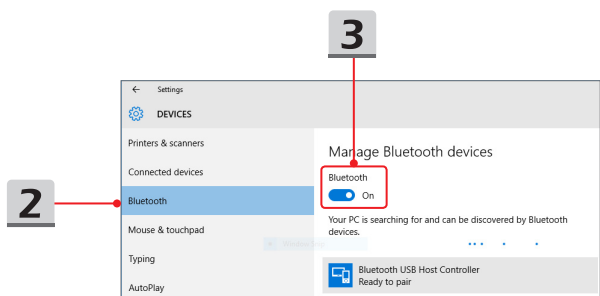 3
← Settings
DEVICES
Printers & scanners
Connected devices
Bluetooth
Mouse & touchpad
Typing
AutoPlay
2
Manage Bluetooth devices
Bluetooth
On
Your PC is searching for and can be discovered by Bluetooth
devices.
Bluetooth USB Host Controller
Ready to pair